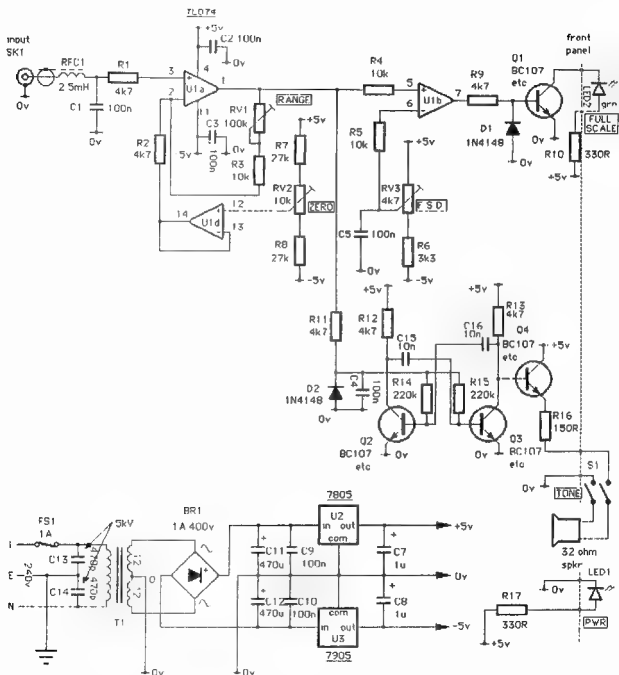 TL074
input
SK1
0v
RFC1
2.5mH
C1
100n
R1
4k7
+5v
C2 100n
0v
3
4
U1a
1
2
11
C3
100n
0v
5v
R2
4k7
RV1
100k
RANGE
R3
10k
14
U1d
12
13
+5v
R7
27k
RV2
10k
ZERO
R8
27k
-5v
R4
10k
R5
10k
5
U1b
7
6
R9
4k7
D1
1N4148
0v
Q1
BC107
etc
0v
front
panel
LED2
grn
FULL
SCALE
R10
330R
+5v
+5v
RV3
4k7
F S D
R6
3k3
-5v
C5
100n
0v
R11
4k7
D2
1N4148
0v
C4
100n
+5v
R12
4k7
C15
10n
R14
220k
Q2
BC107
etc
0v
C16
10n
R15
220k
Q3
BC107
etc
0v
+5v
R13
4k7
Q4
BC107
etc
+5v
R16
150R
0v
S1
TONE
32 ohm
spkr
0v
LED1
R17
330R
PWR
+5v
FS1
1A
5kV
C13
470p
C14
470p
240v
E
N
T1
12
0
12
BR1
1A 400v
0v
0v
C11
470u
C9
100n
C12
470u
C10
100n
7805
U2
in out
com
com
in out
U3
7905
C7
1u
C8
1u
+5v
0v
-5v